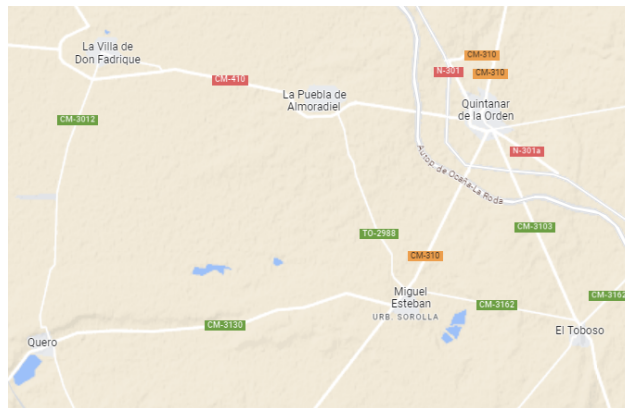 La Villa de
Don Fadrique
CM-310
N-301
CM-310
CM-410
La Puebla de
Almoradiel
Quintanar
de la Orden
CM-3012
N-301a
Autop. de Ocaña-La Roda
CM-3103
TO-2988
CM-310
Miguel
Esteban
URB. SOROLLA
CM-3162
CM-3162
CM-3130
El Toboso
Quero